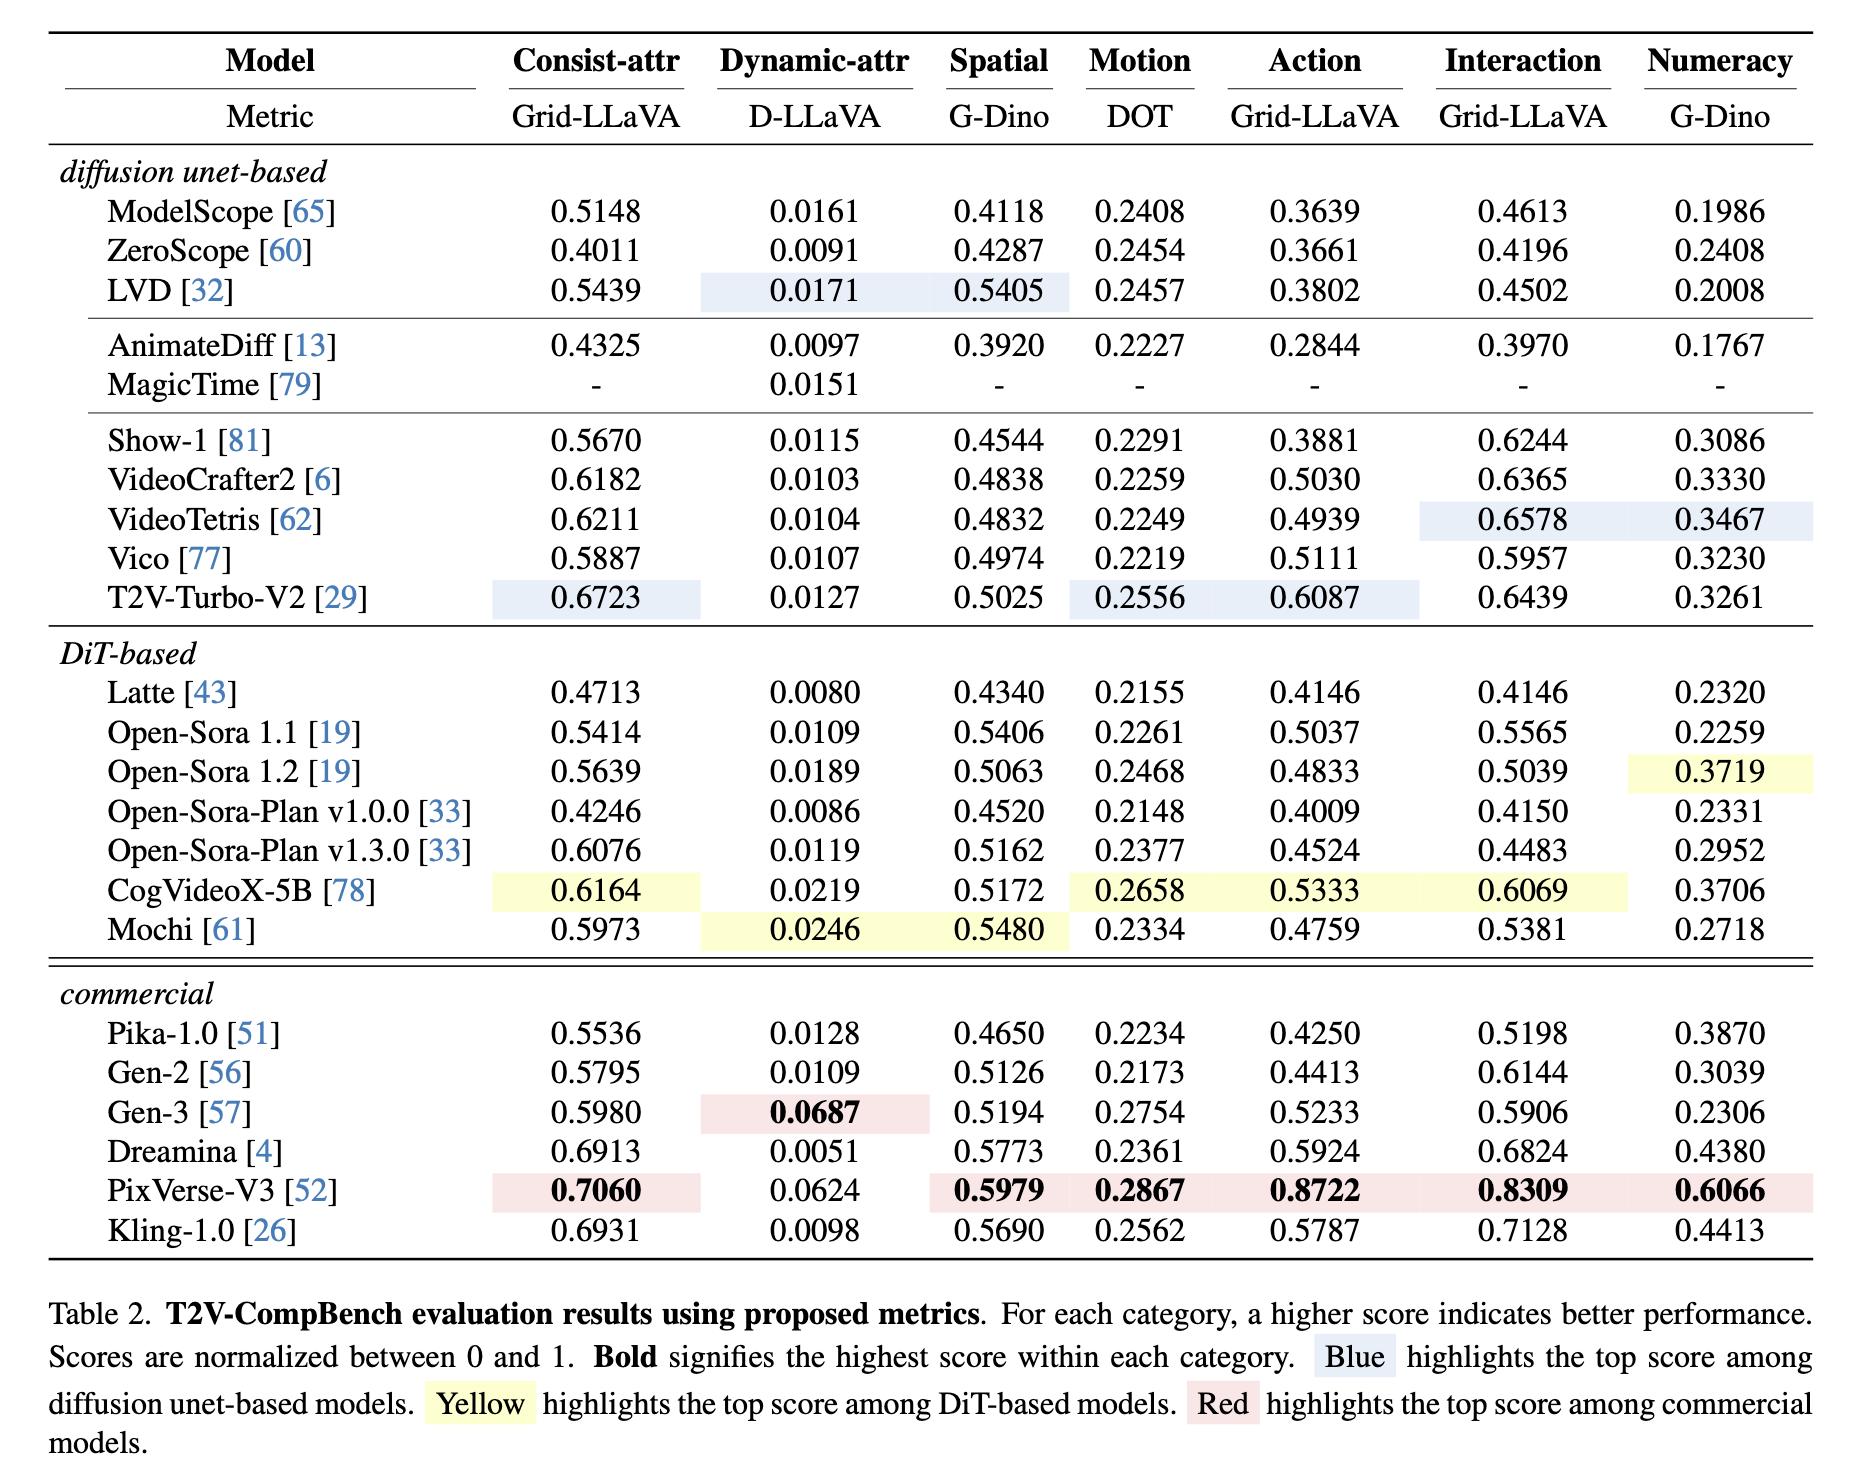 Model Consist-attr Dynamic-attr Spatial Motion Action Interaction Numeracy
Metric Grid-LLaVA D-LLaVA G-Dino DOT Grid-LLaVA Grid-LLaVA G-Dino
diffusion unet-based
ModelScope [65] 0.5148 0.0161 0.4118 0.2408 0.3639 0.4613 0.1986
ZeroScope [60] 0.4011 0.0091 0.4287 0.2454 0.3661 0.4196 0.2408
LVD [32] 0.5439 0.0171 0.5405 0.2457 0.3802 0.4502 0.2008
AnimateDiff [13] 0.4325 0.0097 0.3920 0.2227 0.2844 0.3970 0.1767
MagicTime [79] - 0.0151 - - - - -
Show-1 [81] 0.5670 0.0115 0.4544 0.2291 0.3881 0.6244 0.3086
VideoCrafter2 [6] 0.6182 0.0103 0.4838 0.2259 0.5030 0.6365 0.3330
VideoTetris [62] 0.6211 0.0104 0.4832 0.2249 0.4939 0.6578 0.3467
Vico [77] 0.5887 0.0107 0.4974 0.2219 0.5111 0.5957 0.3230
T2V-Turbo-V2 [29] 0.6723 0.0127 0.5025 0.2556 0.6087 0.6439 0.3261
DiT-based
Latte [43] 0.4713 0.0080 0.4340 0.2155 0.4146 0.4146 0.2320
Open-Sora 1.1 [19] 0.5414 0.0109 0.5406 0.2261 0.5037 0.5565 0.2259
Open-Sora 1.2 [19] 0.5639 0.0189 0.5063 0.2468 0.4833 0.5039 0.3719
Open-Sora-Plan v1.0.0 [33] 0.4246 0.0086 0.4520 0.2148 0.4009 0.4150 0.2331
Open-Sora-Plan v1.3.0 [33] 0.6076 0.0119 0.5162 0.2377 0.4524 0.4483 0.2952
CogVideoX-5B [78] 0.6164 0.0219 0.5172 0.2658 0.5333 0.6069 0.3706
Mochi [61] 0.5973 0.0246 0.5480 0.2334 0.4759 0.5381 0.2718
commercial
Pika-1.0 [51] 0.5536 0.0128 0.4650 0.2234 0.4250 0.5198 0.3870
Gen-2 [56] 0.5795 0.0109 0.5126 0.2173 0.4413 0.6144 0.3039
Gen-3 [57] 0.5980 0.0687 0.5194 0.2754 0.5233 0.5906 0.2306
Dreamina [4] 0.6913 0.0051 0.5773 0.2361 0.5924 0.6824 0.4380
PixVerse-V3 [52] 0.7060 0.0624 0.5979 0.2867 0.8722 0.8309 0.6066
Kling-1.0 [26] 0.6931 0.0098 0.5690 0.2562 0.5787 0.7128 0.4413
Table 2. T2V-CompBench evaluation results using proposed metrics. For each category, a higher score indicates better performance.
Scores are normalized between 0 and 1. Bold signifies the highest score within each category. Blue highlights the top score among
diffusion unet-based models. Yellow highlights the top score among DiT-based models. Red highlights the top score among commercial
models.